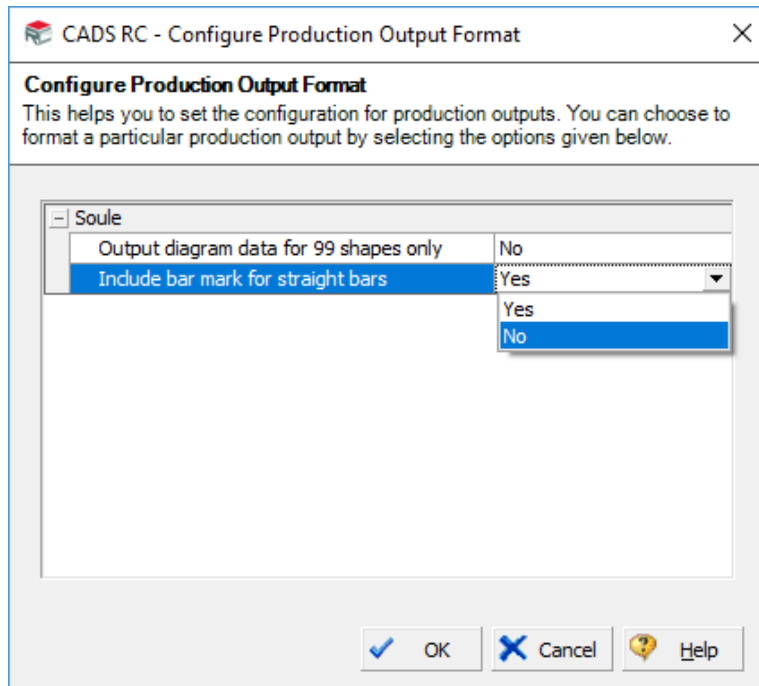 CADS RC - Configure Production Output Format
Configure Production Output Format
This helps you to set the configuration for production outputs. You can choose to
format a particular production output by selecting the options given below.
Soule
Output diagram data for 99 shapes only No
Include bar mark for straight bars Yes
Yes
No
OK Cancel Help